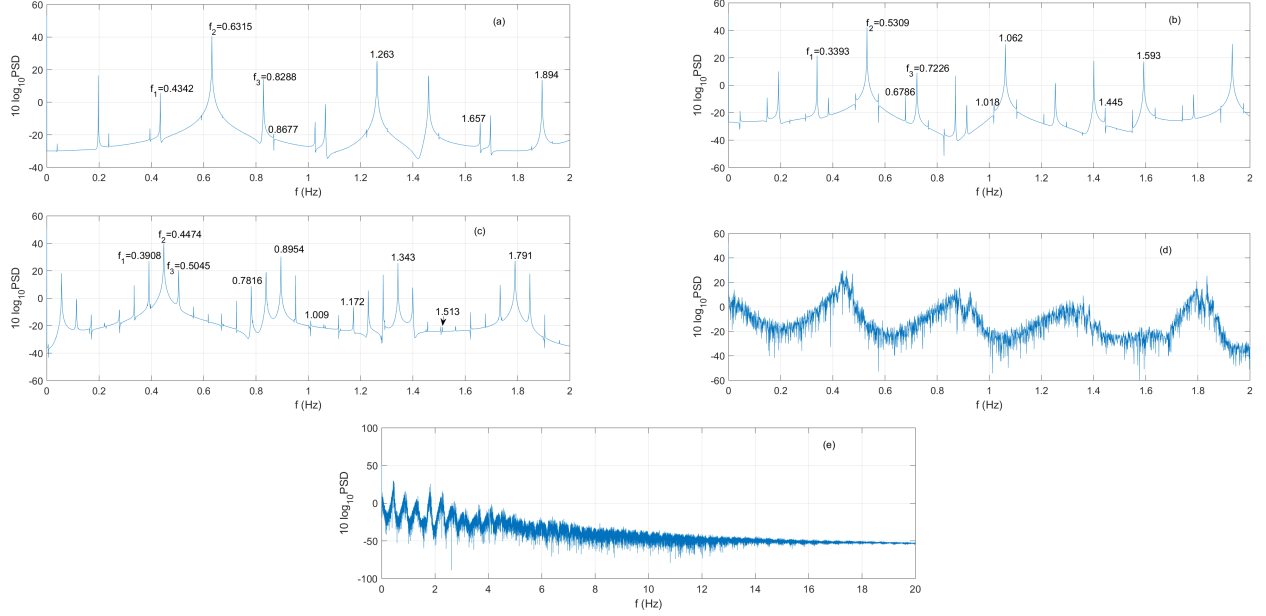 (a)
10 log10PSD
60
40
20
0
-20
-40
f1=0.4342
f2=0.6315
f3=0.8288
0.8677
1.263
1.657
1.894
0 0.2 0.4 0.6 0.8 1 1.2 1.4 1.6 1.8 2
f (Hz)
(b)
10 log10PSD
60
40
20
0
-20
-40
-60
f1=0.3393
f2=0.5309
f3=0.7226
0.6786
1.018
1.062
1.445
1.593
0 0.2 0.4 0.6 0.8 1 1.2 1.4 1.6 1.8 2
f (Hz)
(c)
10 log10PSD
60
40
20
0
-20
-40
-60
f1=0.3908
f2=0.4474
f3=0.5045
0.7816
0.8954
1.009
1.172
1.343
1.513
1.791
0 0.2 0.4 0.6 0.8 1 1.2 1.4 1.6 1.8 2
f (Hz)
(d)
10 log10PSD
60
40
20
0
-20
-40
-60
0 0.2 0.4 0.6 0.8 1 1.2 1.4 1.6 1.8 2
f (Hz)
(e)
10 log10PSD
100
50
0
-50
-100
0 2 4 6 8 10 12 14 16 18 20
f (Hz)